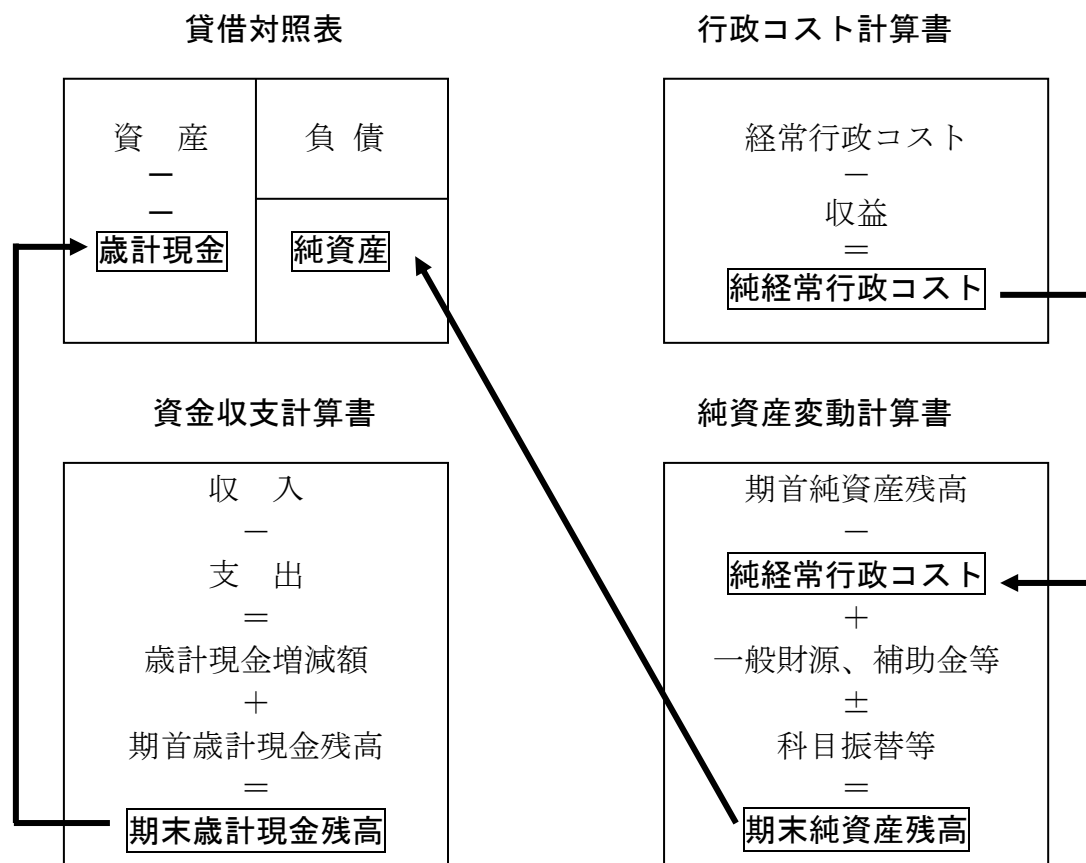 貸借対照表
資　産
－
－
歳計現金
負 債
純資産
行政コスト計算書
経常行政コスト
－
収益
＝
純経常行政コスト
資金収支計算書
収　入
－
支　出
＝
歳計現金増減額
＋
期首歳計現金残高
＝
期末歳計現金残高
純資産変動計算書
期首純資産残高
－
純経常行政コスト
＋
一般財源、補助金等
±
科目振替等
＝
期末純資産残高